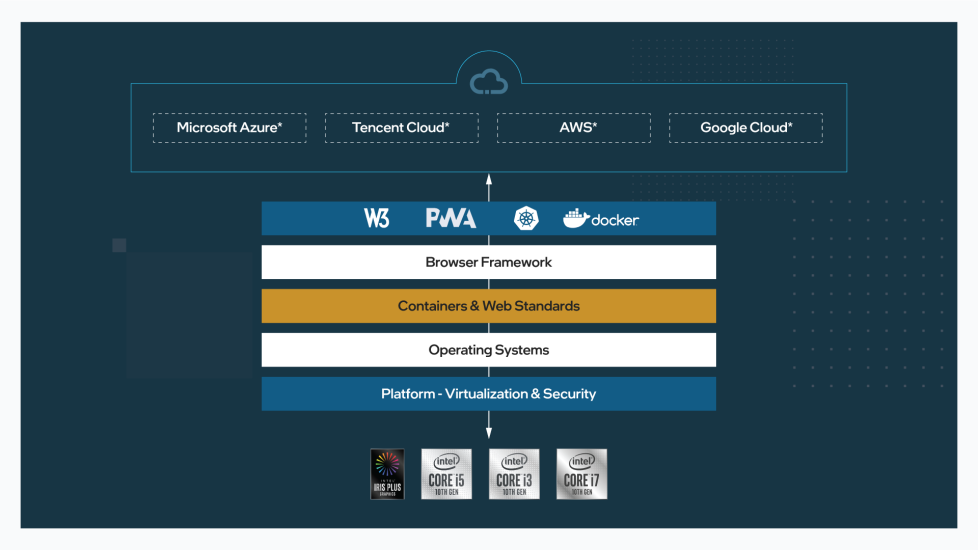 Microsoft Azure*
Tencent Cloud*
AWS*
Google Cloud*
W3
PWA
docker
Browser Framework
Containers & Web Standards
Operating Systems
Platform - Virtualization & Security
INTEL
IRIS PLUS
GRAPHICS
intel
CORE i5
10TH GEN
intel
CORE i3
10TH GEN
intel
CORE i7
10TH GEN